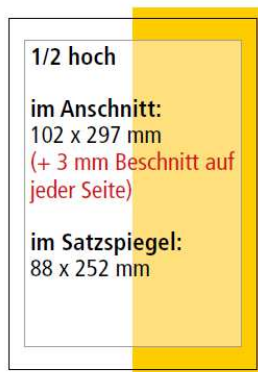 1/2 hoch
im Anschnitt:
102 x 297 mm
(+ 3 mm Beschnitt auf
jeder Seite)
im Satzspiegel:
88 x 252 mm